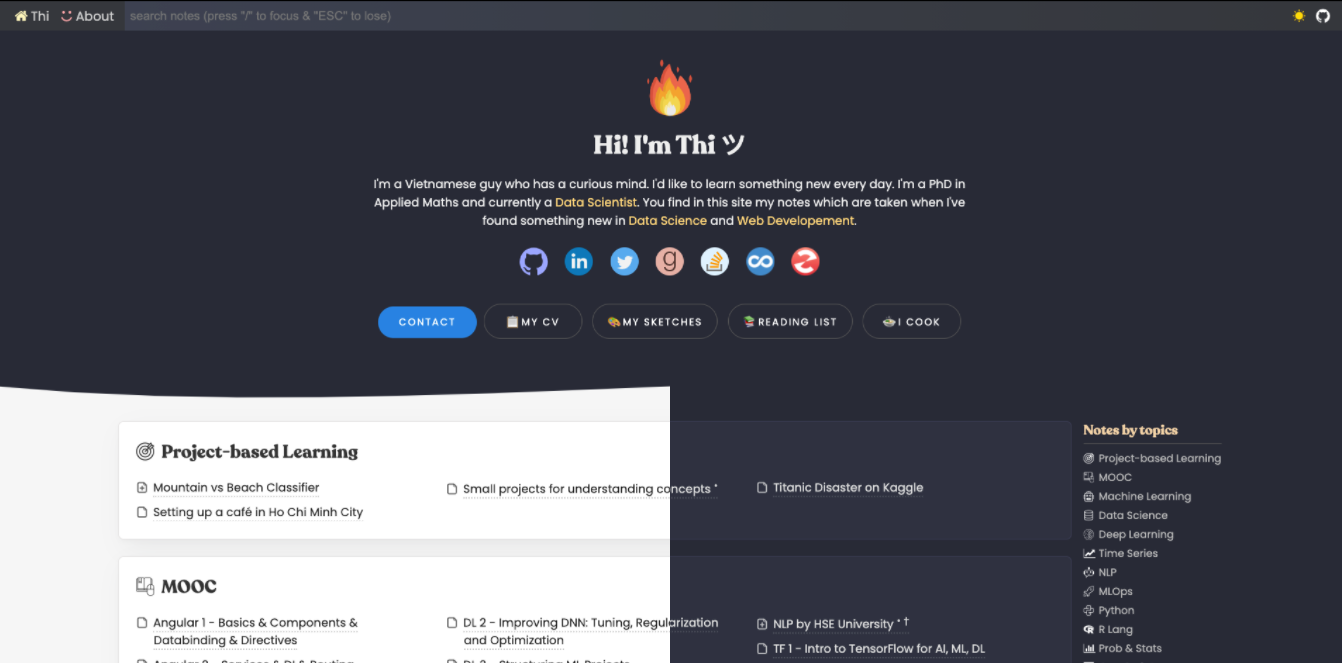 Thi
About
search notes (press "/" to focus & "ESC" to lose)
Hi! I'm Thi ツ
I'm a Vietnamese guy who has a curious mind. I'd like to learn something new every day. I'm a PhD in
Applied Maths and currently a Data Scientist. You find in this site my notes which are taken when I've
found something new in Data Science and Web Developement.
CONTACT
MY CV
MY SKETCHES
READING LIST
I COOK
Project-based Learning
Mountain vs Beach Classifier
Small projects for understanding concepts *
Titanic Disaster on Kaggle
Setting up a café in Ho Chi Minh City
MOOC
Angular 1 - Basics & Components &
Databinding & Directives
DL 2 - Improving DNN: Tuning, Regularization
and Optimization
NLP by HSE University * †
TF 1 - Intro to TensorFlow for AI, ML, DL
Notes by topics
Project-based Learning
MOOC
Machine Learning
Data Science
Deep Learning
Time Series
NLP
MLOps
Python
R Lang
Prob & Stats